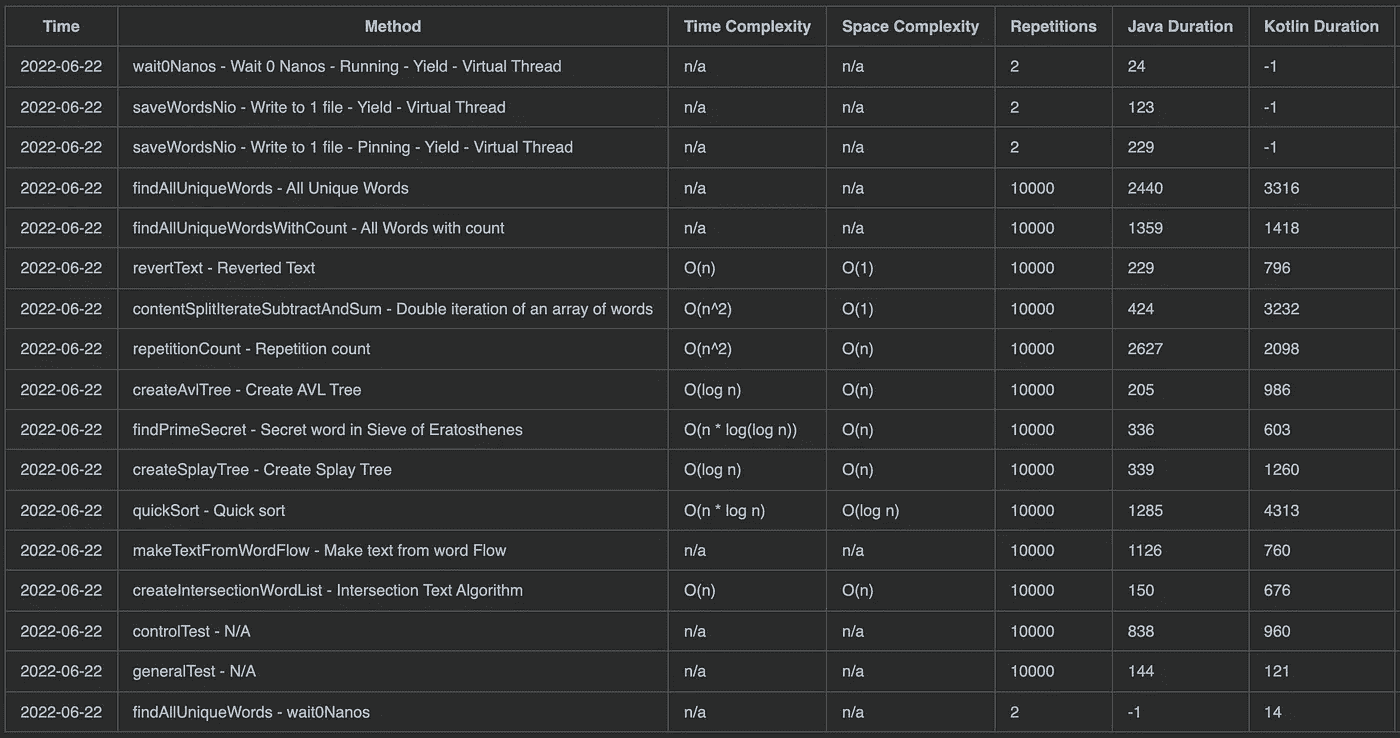 Time Method Time Complexity Space Complexity Repetitions Java Duration Kotlin Duration
2022-06-22 wait0Nanos - Wait 0 Nanos - Running - Yield - Virtual Thread n/a n/a 2 24 -1
2022-06-22 saveWordsNio - Write to 1 file - Yield - Virtual Thread n/a n/a 2 123 -1
2022-06-22 saveWordsNio - Write to 1 file - Pinning - Yield - Virtual Thread n/a n/a 2 229 -1
2022-06-22 findAllUniqueWords - All Unique Words n/a n/a 10000 2440 3316
2022-06-22 findAllUniqueWordsWithCount - All Words with count n/a n/a 10000 1359 1418
2022-06-22 revertText - Reverted Text O(n) O(1) 10000 229 796
2022-06-22 contentSplitIterateSubtractAndSum - Double iteration of an array of words O(n^2) O(1) 10000 424 3232
2022-06-22 repetitionCount - Repetition count O(n^2) O(n) 10000 2627 2098
2022-06-22 createAvlTree - Create AVL Tree O(log n) O(n) 10000 205 986
2022-06-22 findPrimeSecret - Secret word in Sieve of Eratosthenes O(n * log(log n)) O(n) 10000 336 603
2022-06-22 createSplayTree - Create Splay Tree O(log n) O(n) 10000 339 1260
2022-06-22 quickSort - Quick sort O(n * log n) O(log n) 10000 1285 4313
2022-06-22 makeTextFromWordFlow - Make text from word Flow n/a n/a 10000 1126 760
2022-06-22 createIntersectionWordList - Intersection Text Algorithm O(n) O(n) 10000 150 676
2022-06-22 controlTest - N/A n/a n/a 10000 838 960
2022-06-22 generalTest - N/A n/a n/a 10000 144 121
2022-06-22 findAllUniqueWords - wait0Nanos n/a n/a 2 -1 14